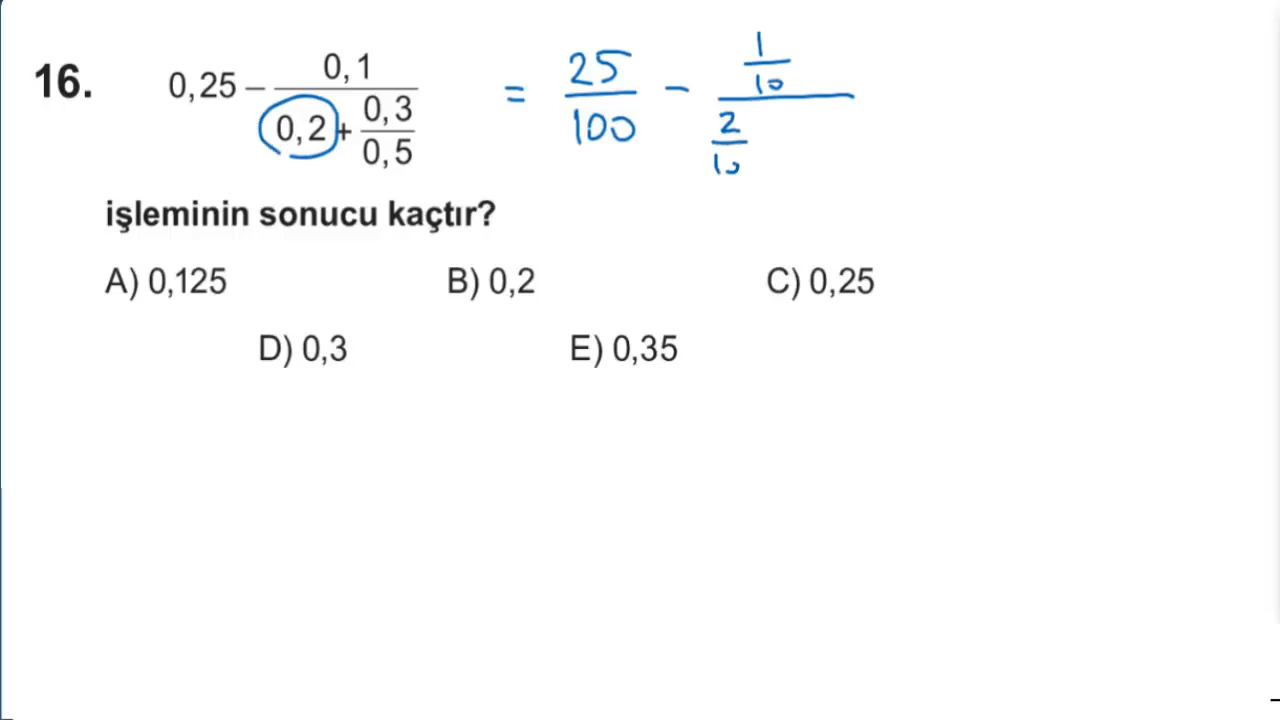 16. 0,25 − 0,1 / (0,2 + 0,3 / 0,5) = 25/100 − 1/10 / 2/10
işleminin sonucu kaçtır?
A) 0,125 B) 0,2 C) 0,25
D) 0,3 E) 0,35